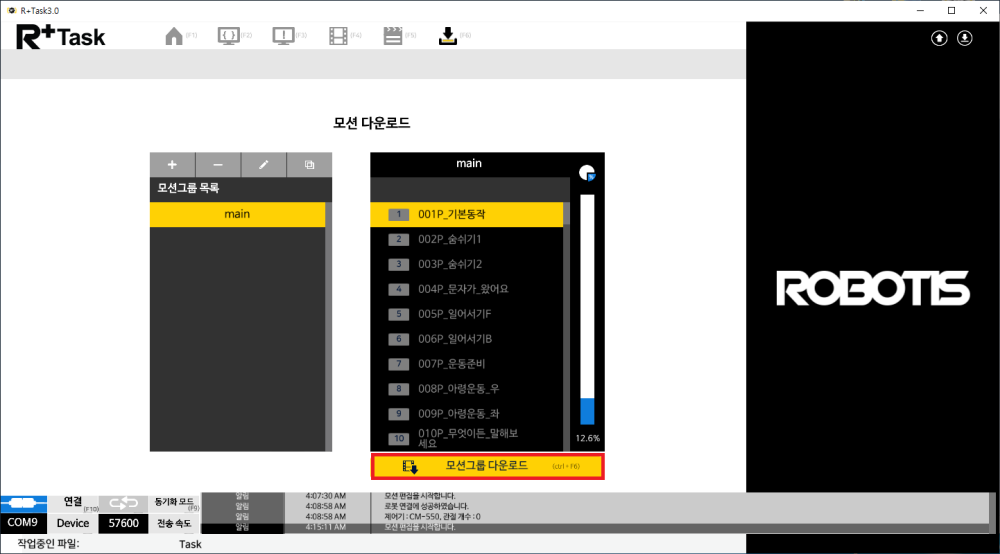 R+Task3.0
R+Task
(F1)
(F2)
(F3)
(F4)
(F5)
(F6)
모션 다운로드
모션그룹 목록
main
main
1 001P_기본동작
2 002P_숨쉬기1
3 003P_숨쉬기2
4 004P_문자가_왔어요
5 005P_일어서기F
6 006P_일어서기B
7 007P_운동준비
8 008P_아령운동_우
9 009P_아령운동_좌
10 010P_무엇이든_말해보
세요
12.6%
모션그룹 다운로드 (ctrl+F6)
ROBOTIS
연결 (F10)
동기화 모드 (F9)
COM9 Device 57600 전송 속도
알림 4:07:30 AM 모션 편집을 시작합니다.
알림 4:08:58 AM 로봇 연결에 성공하였습니다.
알림 4:08:58 AM 제어기 : CM-550, 관절 개수 : 0
알림 4:15:11 AM 모션 편집을 시작합니다.
작업중인 파일: Task